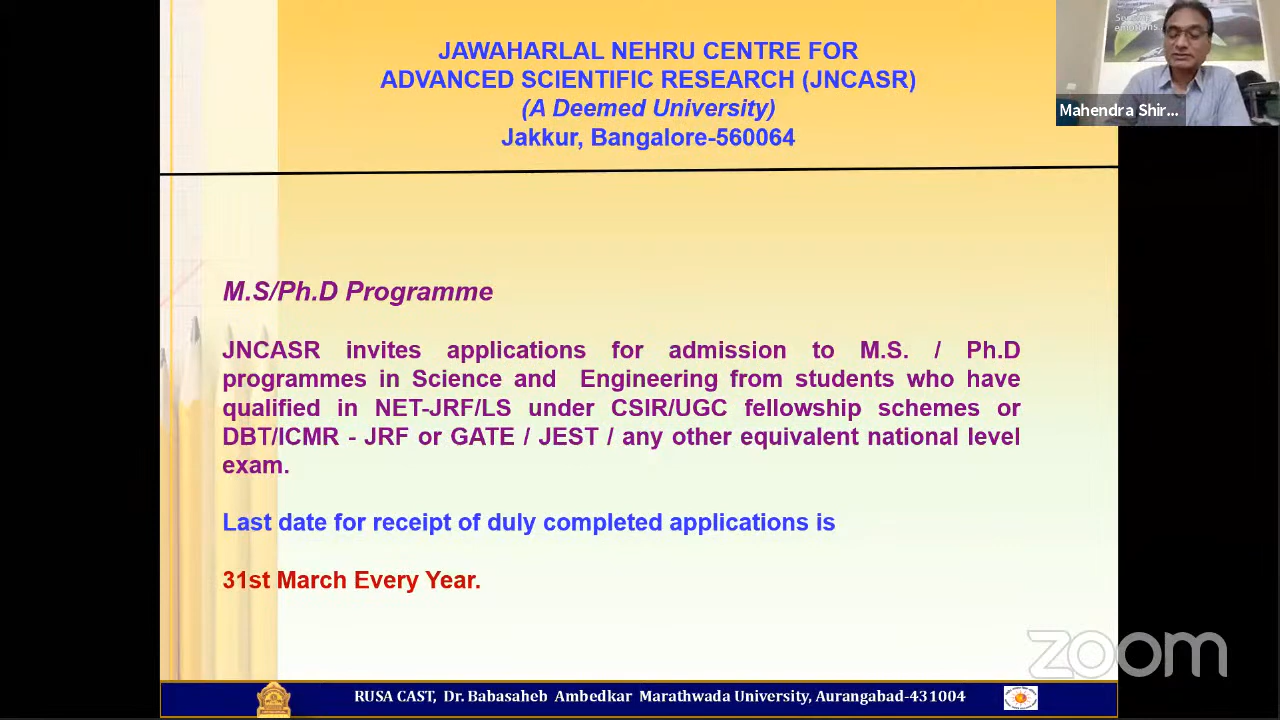 JAWAHARLAL NEHRU CENTRE FOR
ADVANCED SCIENTIFIC RESEARCH (JNCASR)
(A Deemed University)
Jakkur, Bangalore-560064
Mahendra Shir...
M.S/Ph.D Programme
JNCASR invites applications for admission to M.S. / Ph.D
programmes in Science and Engineering from students who have
qualified in NET-JRF/LS under CSIR/UGC fellowship schemes or
DBT/ICMR - JRF or GATE / JEST / any other equivalent national level
exam.
Last date for receipt of duly completed applications is
31st March Every Year.
zoom
RUSA CAST, Dr. Babasaheb Ambedkar Marathwada University, Aurangabad-431004